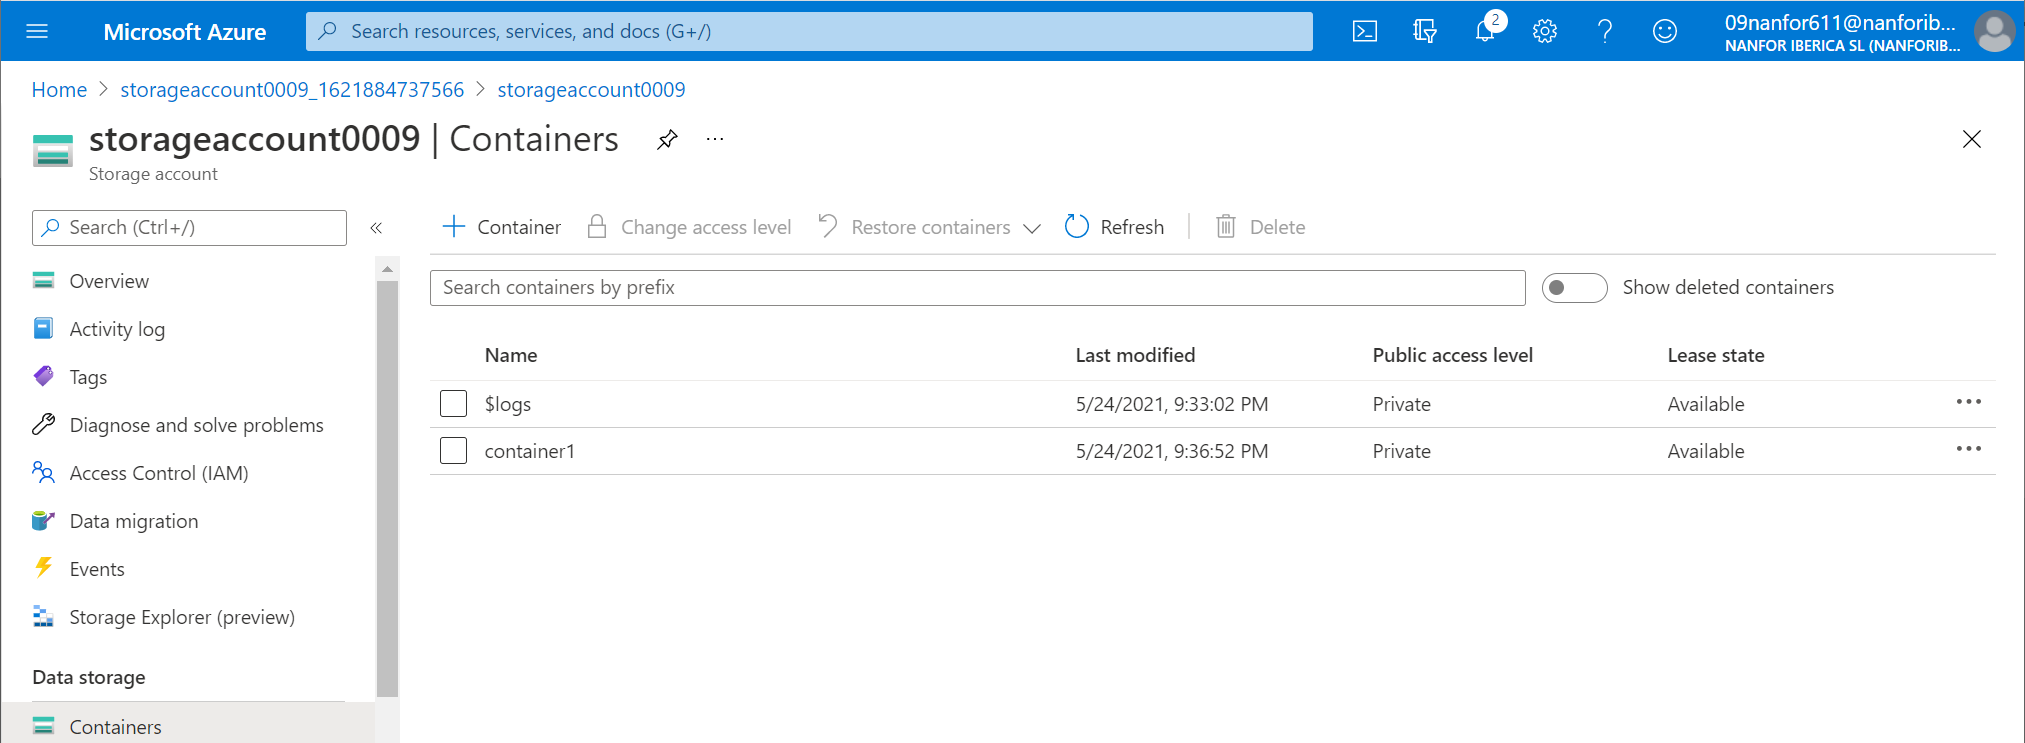 Microsoft Azure
Search resources, services, and docs (G+/)
2
09nanfor611@nanforib...
NANFOR IBERICA SL (NANFORIB...
Home > storageaccount0009_1621884737566 > storageaccount0009
storageaccount0009 | Containers
Storage account
Search (Ctrl+/)
Overview
Activity log
Tags
Diagnose and solve problems
Access Control (IAM)
Data migration
Events
Storage Explorer (preview)
Data storage
Containers
Container Change access level Restore containers Refresh Delete
Search containers by prefix
Show deleted containers
Name Last modified Public access level Lease state
$logs 5/24/2021, 9:33:02 PM Private Available
container1 5/24/2021, 9:36:52 PM Private Available